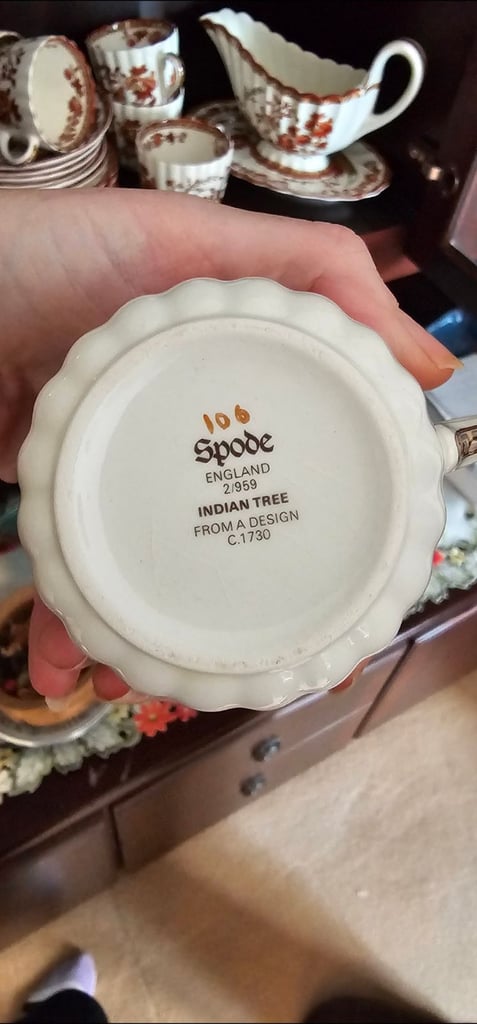 106
Spode
ENGLAND
2/959
INDIAN TREE
FROM A DESIGN
C.1730